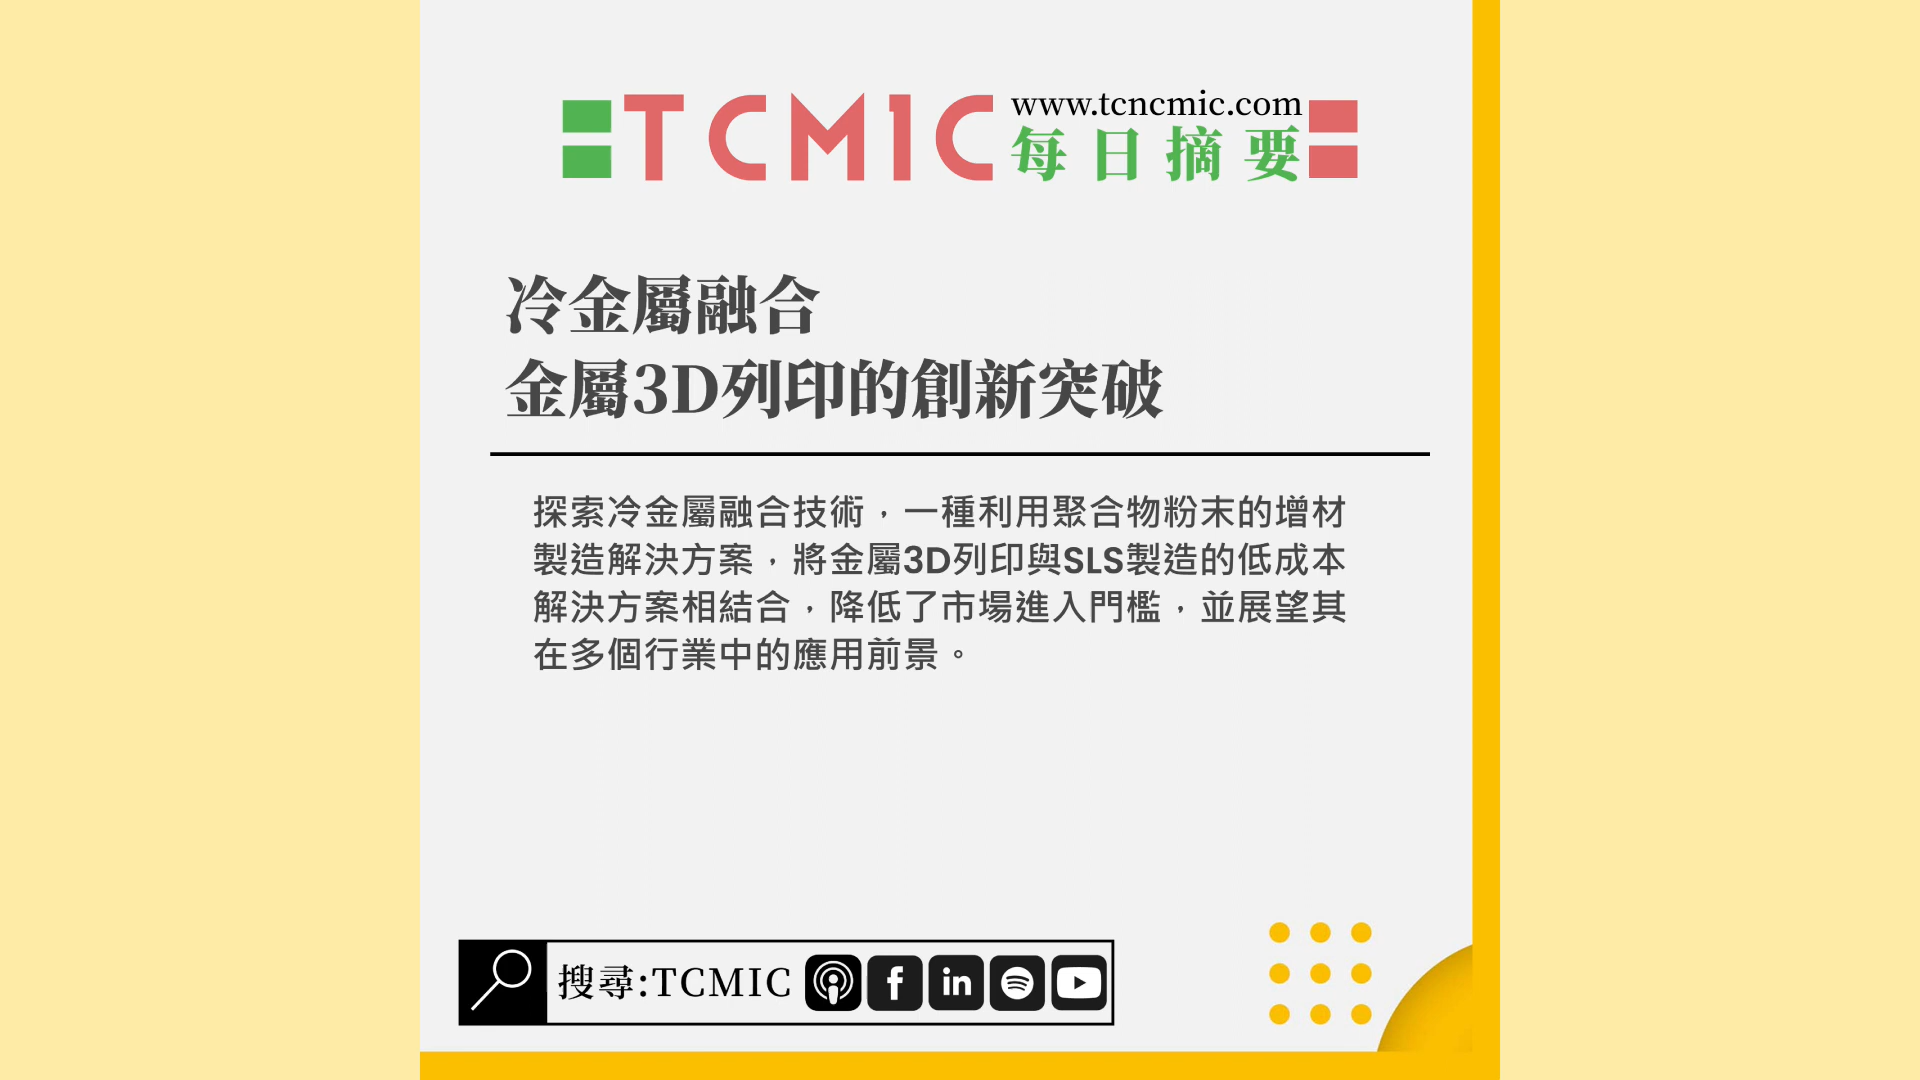 TCMIC
www.tcncmic.com
每日摘要
冷金屬融合
金屬3D列印的創新突破
探索冷金屬融合技術，一種利用聚合物粉末的增材
製造解決方案，將金屬3D列印與SLS製造的低成本
解決方案相結合，降低了市場進入門檻，並展望其
在多個行業中的應用前景。
搜尋:TCMIC